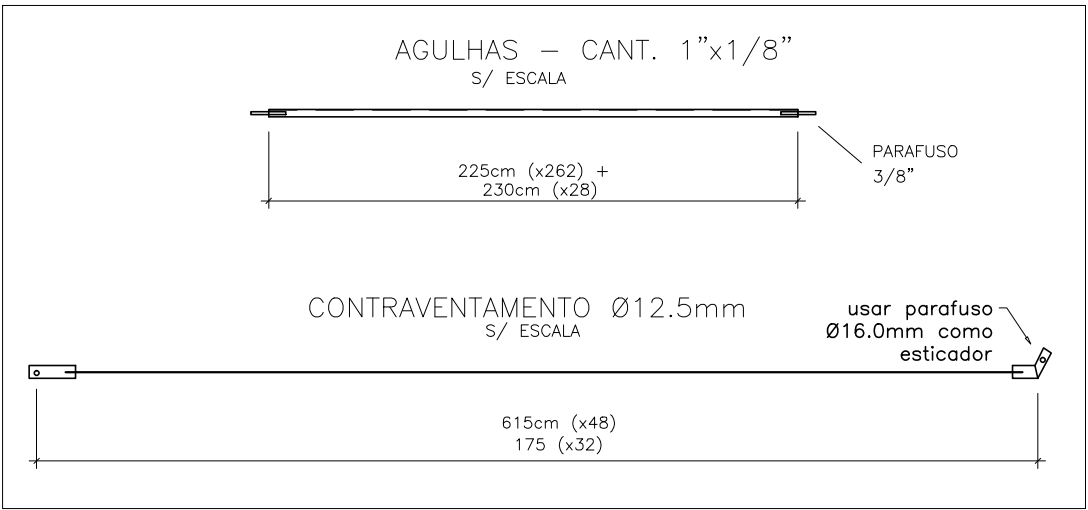 AGULHAS – CANT. 1"x1/8"
S/ ESCALA
PARAFUSO
3/8"
225cm (x262) +
230cm (x28)
CONTRAVENTAMENTO Ø12.5mm
S/ ESCALA
usar parafuso
Ø16.0mm como
esticador
615cm (x48)
175 (x32)